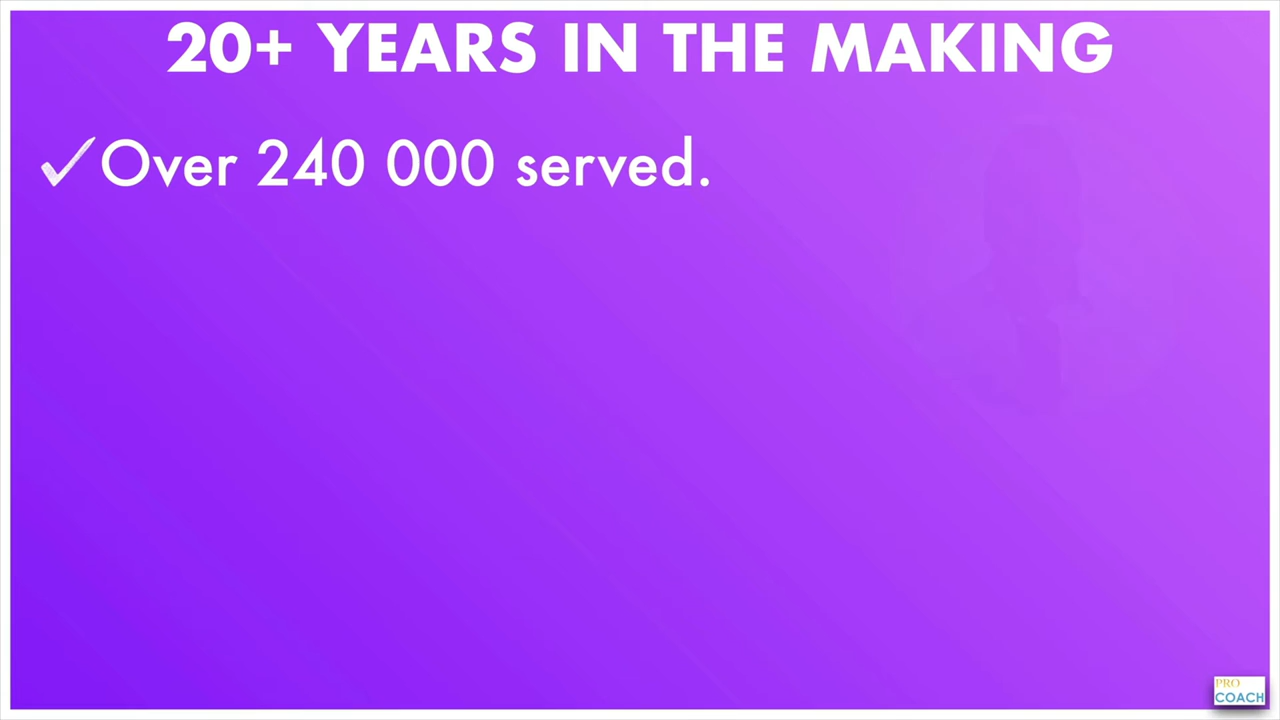 20+ YEARS IN THE MAKING
✓Over 240 000 served.
PRO
COACH